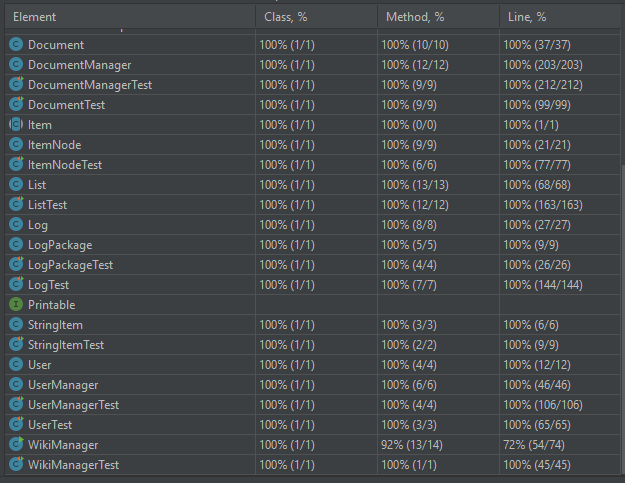 Element Class, % Method, % Line, %
Document 100% (1/1) 100% (10/10) 100% (37/37)
DocumentManager 100% (1/1) 100% (12/12) 100% (203/203)
DocumentManagerTest 100% (1/1) 100% (9/9) 100% (212/212)
DocumentTest 100% (1/1) 100% (9/9) 100% (99/99)
Item 100% (1/1) 100% (0/0) 100% (1/1)
ItemNode 100% (1/1) 100% (9/9) 100% (21/21)
ItemNodeTest 100% (1/1) 100% (6/6) 100% (77/77)
List 100% (1/1) 100% (13/13) 100% (68/68)
ListTest 100% (1/1) 100% (12/12) 100% (163/163)
Log 100% (1/1) 100% (8/8) 100% (27/27)
LogPackage 100% (1/1) 100% (5/5) 100% (9/9)
LogPackageTest 100% (1/1) 100% (4/4) 100% (26/26)
LogTest 100% (1/1) 100% (7/7) 100% (144/144)
Printable
StringItem 100% (1/1) 100% (3/3) 100% (6/6)
StringItemTest 100% (1/1) 100% (2/2) 100% (9/9)
User 100% (1/1) 100% (4/4) 100% (12/12)
UserManager 100% (1/1) 100% (6/6) 100% (46/46)
UserManagerTest 100% (1/1) 100% (4/4) 100% (106/106)
UserTest 100% (1/1) 100% (3/3) 100% (65/65)
WikiManager 100% (1/1) 92% (13/14) 72% (54/74)
WikiManagerTest 100% (1/1) 100% (1/1) 100% (45/45)